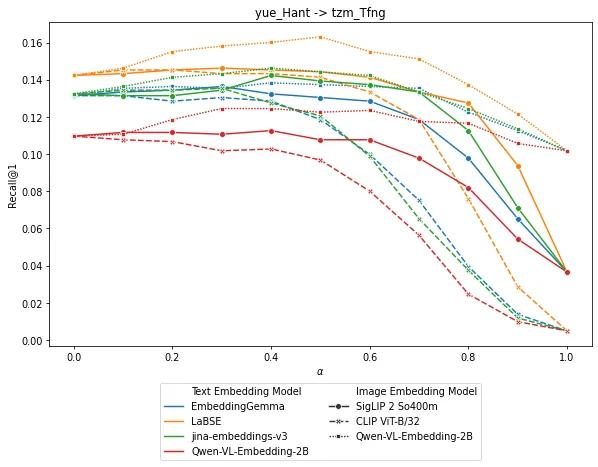 yue_Hant -> tzm_Tfng
Recall@1
0.16
0.14
0.12
0.10
0.08
0.06
0.04
0.02
0.00
0.0 0.2 0.4 0.6 0.8 1.0
α
Text Embedding Model
EmbeddingGemma
LaBSE
jina-embeddings-v3
Qwen-VL-Embedding-2B
Image Embedding Model
SigLIP 2 So400m
CLIP ViT-B/32
Qwen-VL-Embedding-2B